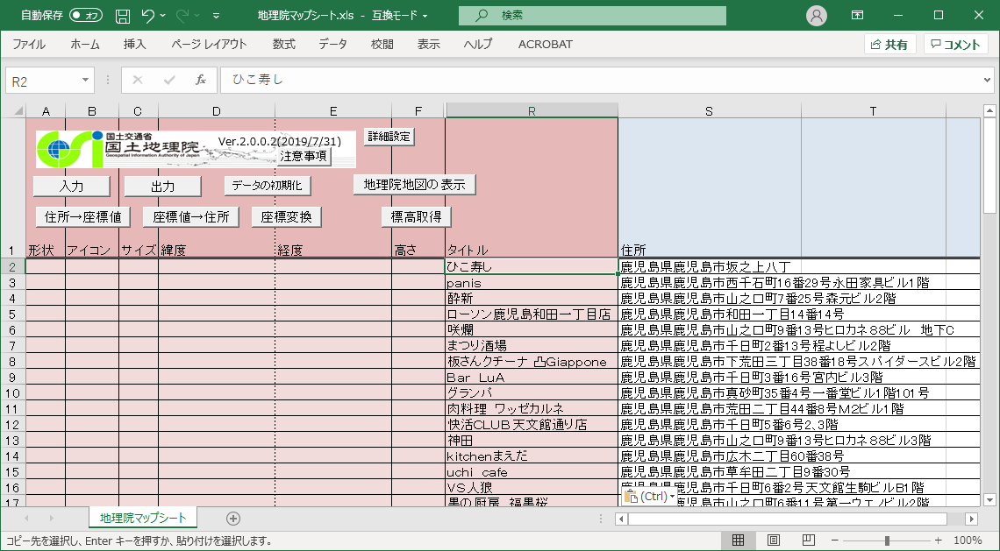 自動保存 オフ 地理院マップシート.xls - 互換モード 検索
ファイル ホーム 挿入 ページ レイアウト 数式 データ 校閲 表示 ヘルプ ACROBAT 共有 コメント
R2 fx ひこ寿し
A B C D E F R S T
国土交通省
国土地理院
Geospatial Information Authority of Japan
Ver.2.0.0.2(2019/7/31)
注意事項
詳細設定
入力 出力 データの初期化 地理院地図の表示
住所→座標値 座標値→住所 座標変換 標高取得
1 形状 アイコン サイズ 緯度 経度 高さ タイトル 住所
2 ひこ寿し 鹿児島県鹿児島市坂之上八丁
3 panis 鹿児島県鹿児島市西千石町16番29号永田家具ビル1階
4 酔新 鹿児島県鹿児島市山之口町7番25号森元ビル2階
5 ローソン鹿児島和田一丁目店 鹿児島県鹿児島市和田一丁目14番14号
6 咲爛 鹿児島県鹿児島市山之口町9番13号ヒロカネ88ビル 地下C
7 まつり酒場 鹿児島県鹿児島市千日町2番13号程よしビル2階
8 板さんクチーナ 凸Giappone 鹿児島県鹿児島市下荒田三丁目38番18号スパイダースビル2階
9 Bar LuA 鹿児島県鹿児島市千日町3番16号宮内ビル3階
10 グランパ 鹿児島県鹿児島市真砂町35番4号一番堂ビル1階101号
11 肉料理 ワッゼカルネ 鹿児島県鹿児島市荒田二丁目44番8号M2ビル1階
12 快活CLUB天文館通り店 鹿児島県鹿児島市千日町5番6号2、3階
13 神田 鹿児島県鹿児島市山之口町9番13号ヒロカネ88ビル3階
14 kitchenまえだ 鹿児島県鹿児島市広木二丁目60番38号
15 uchi cafe 鹿児島県鹿児島市草牟田二丁目9番30号
16 VS人狼 鹿児島県鹿児島市千日町6番2号天文館生駒ビルB1階
17 黒の厨房 福黒桜 児島県鹿児島市山之口町6番11号第一ウエノビル2階
(Ctrl)
地理院マップシート
コピー先を選択し、Enter キーを押すか、貼り付けを選択します。 100%